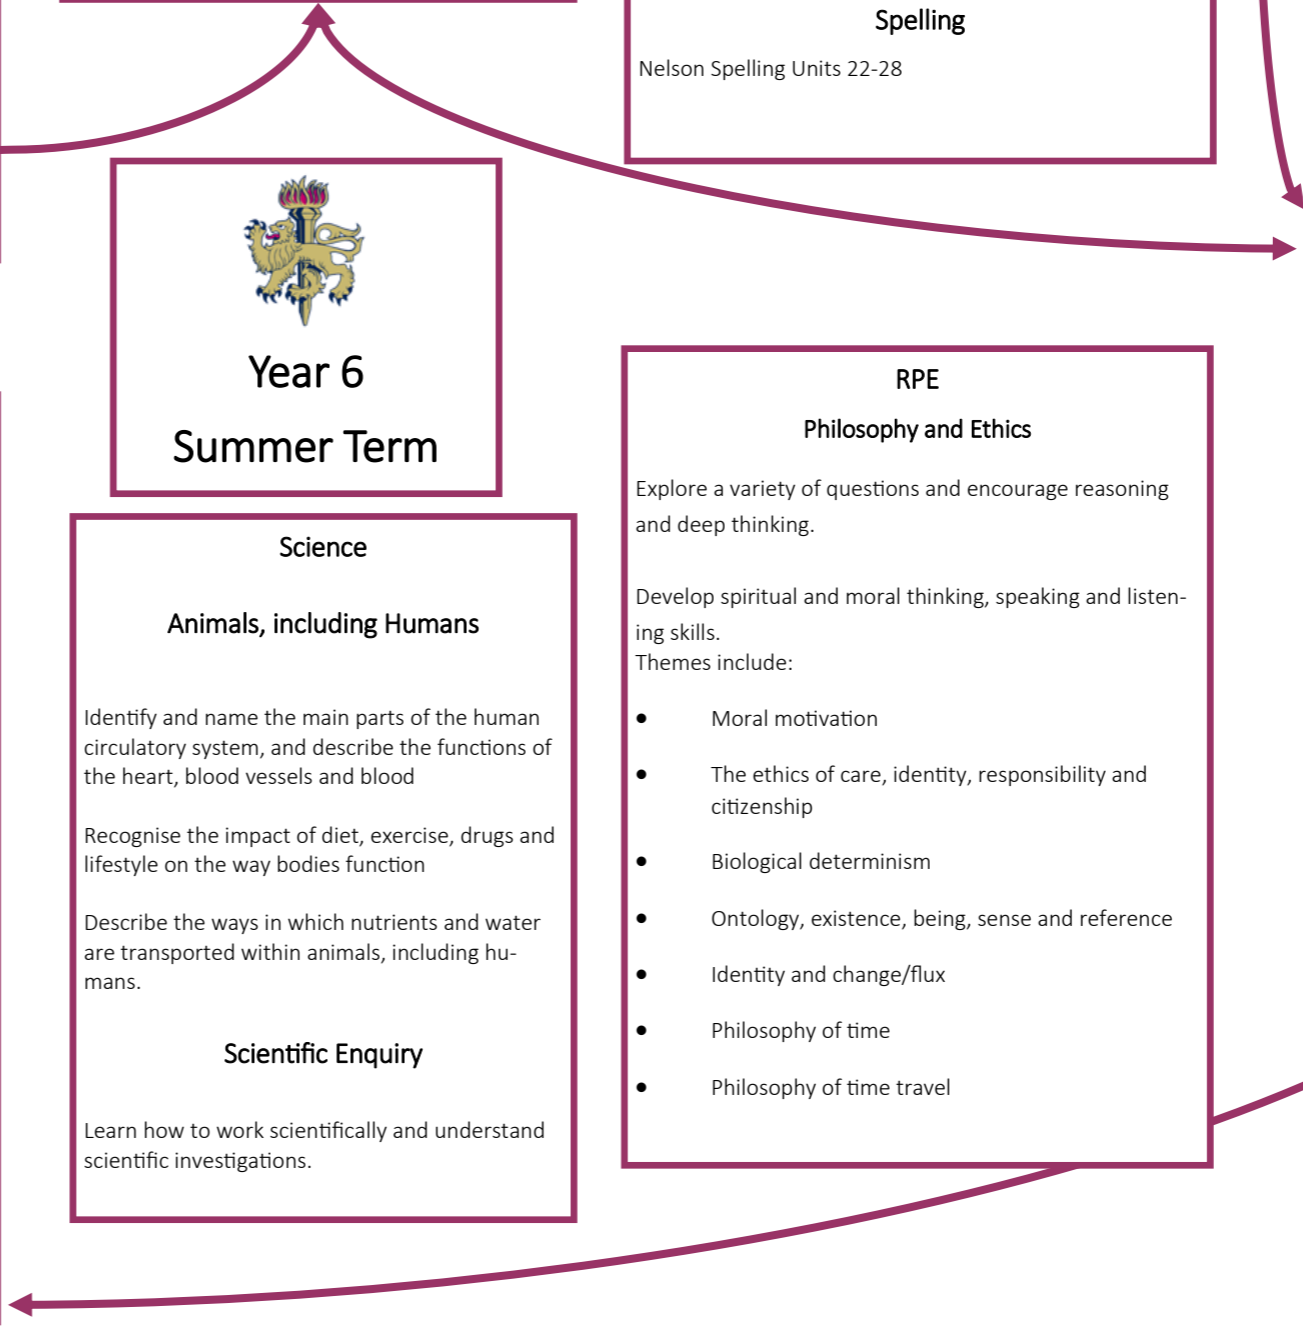 Spelling
Nelson Spelling Units 22-28
Year 6
Summer Term
Science
Animals, including Humans
Identify and name the main parts of the human
circulatory system, and describe the functions of
the heart, blood vessels and blood
Recognise the impact of diet, exercise, drugs and
lifestyle on the way bodies function
Describe the ways in which nutrients and water
are transported within animals, including hu-
mans.
Scientific Enquiry
Learn how to work scientifically and understand
scientific investigations.
RPE
Philosophy and Ethics
Explore a variety of questions and encourage reasoning
and deep thinking.
Develop spiritual and moral thinking, speaking and listen-
ing skills.
Themes include:
• Moral motivation
• The ethics of care, identity, responsibility and
citizenship
• Biological determinism
• Ontology, existence, being, sense and reference
• Identity and change/flux
• Philosophy of time
• Philosophy of time travel